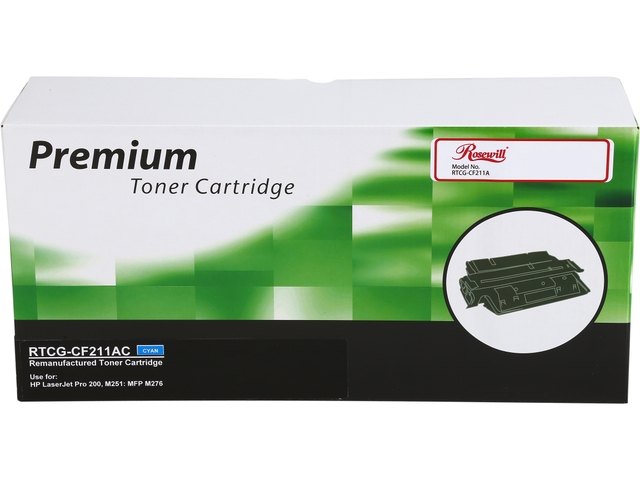 Premium
Toner Cartridge
Rosewill
Model No.
RTCG-CF211A
RTCG-CF211AC CYAN
Remanufactured Toner Cartridge
Use for:
HP LaserJet Pro 200, M251: MFP M276